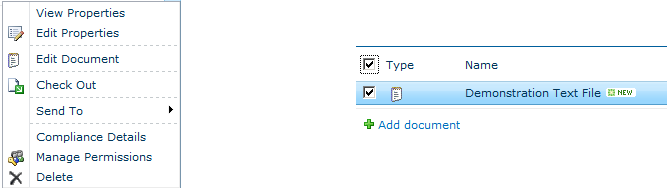 View Properties
Edit Properties
Edit Document
Check Out
Send To
Compliance Details
Manage Permissions
Delete
Type Name
Demonstration Text File NEW
Add document